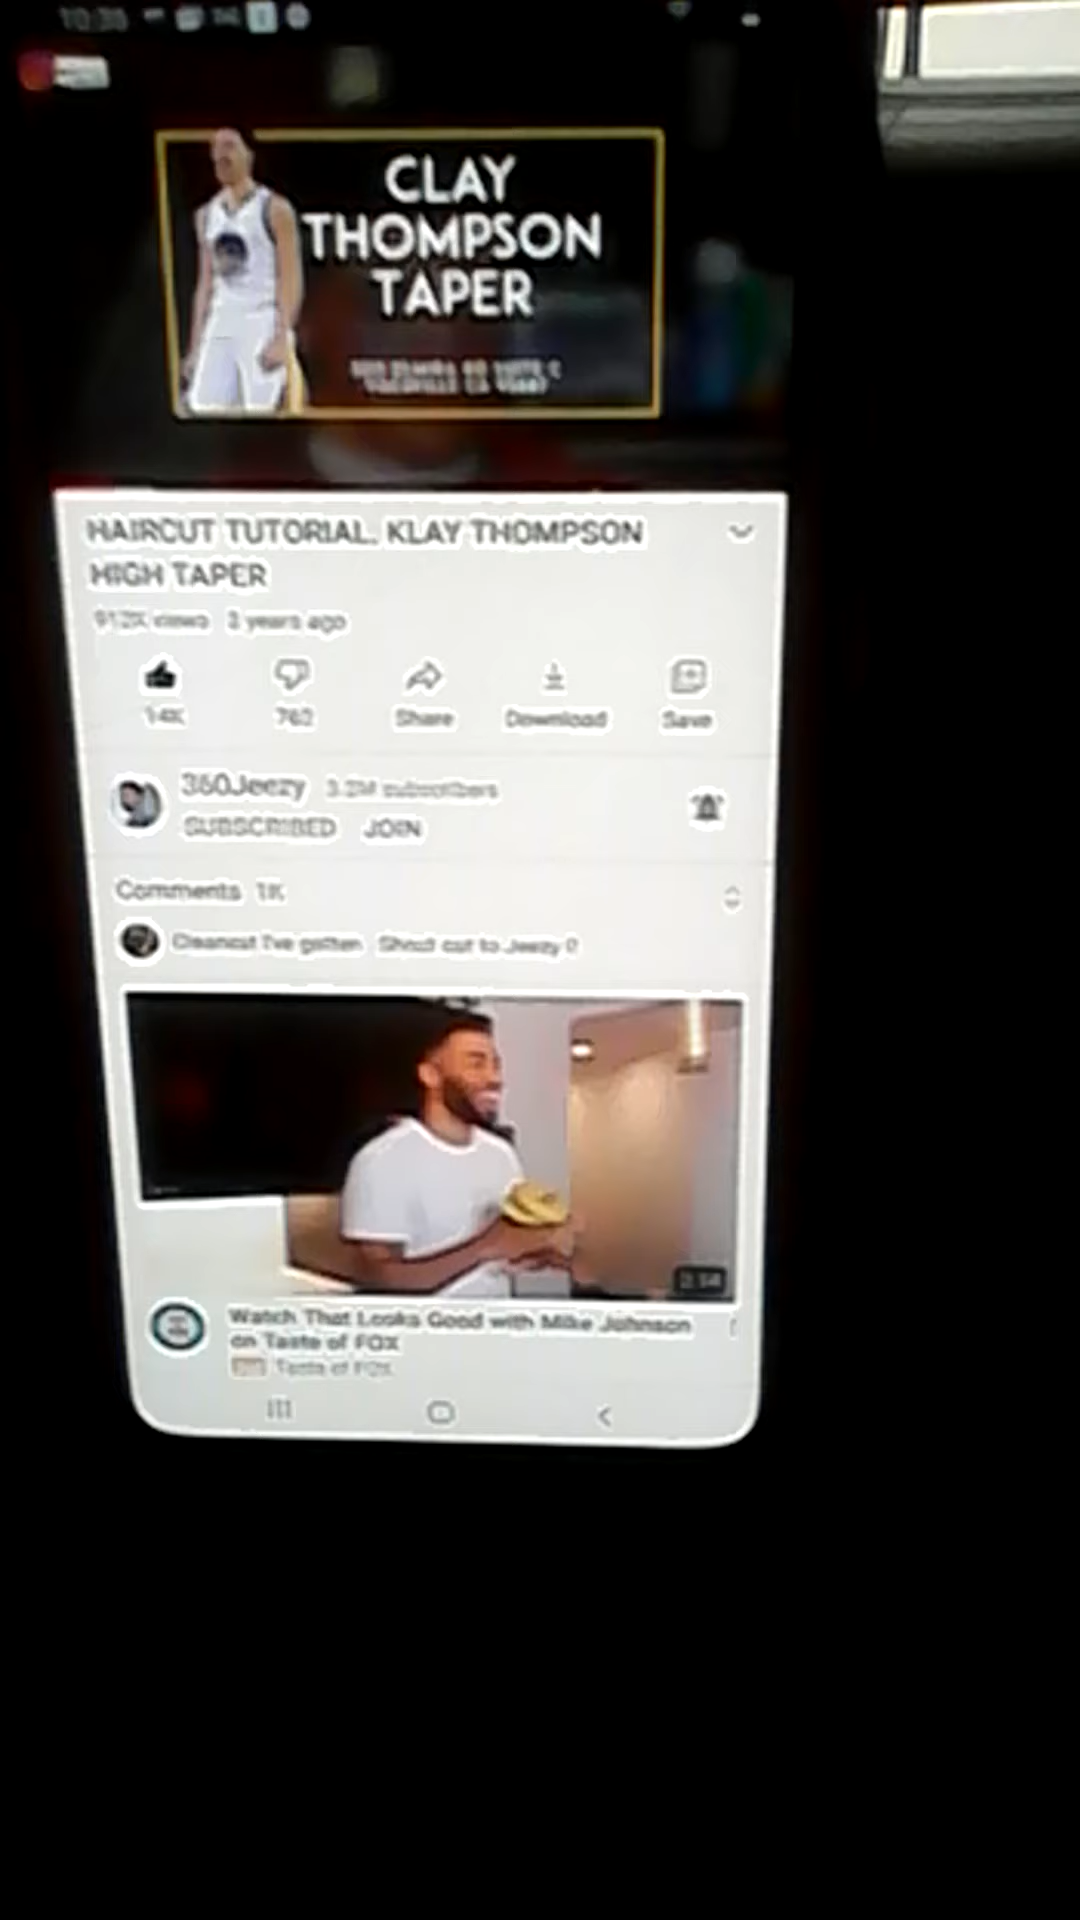 CLAY
THOMPSON
TAPER
HAIRCUT TUTORIAL. KLAY THOMPSON
HIGH TAPER
912K views 3 years ago
14K
762
Share
Download
Save
360Jeezy 3.2M subscribers
SUBSCRIBED JOIN
Comments 1K
Cleancut I've gotten Shout out to Jeezy
Watch That Looks Good with Mike Johnson
on Taste of FOX
Taste of FOX